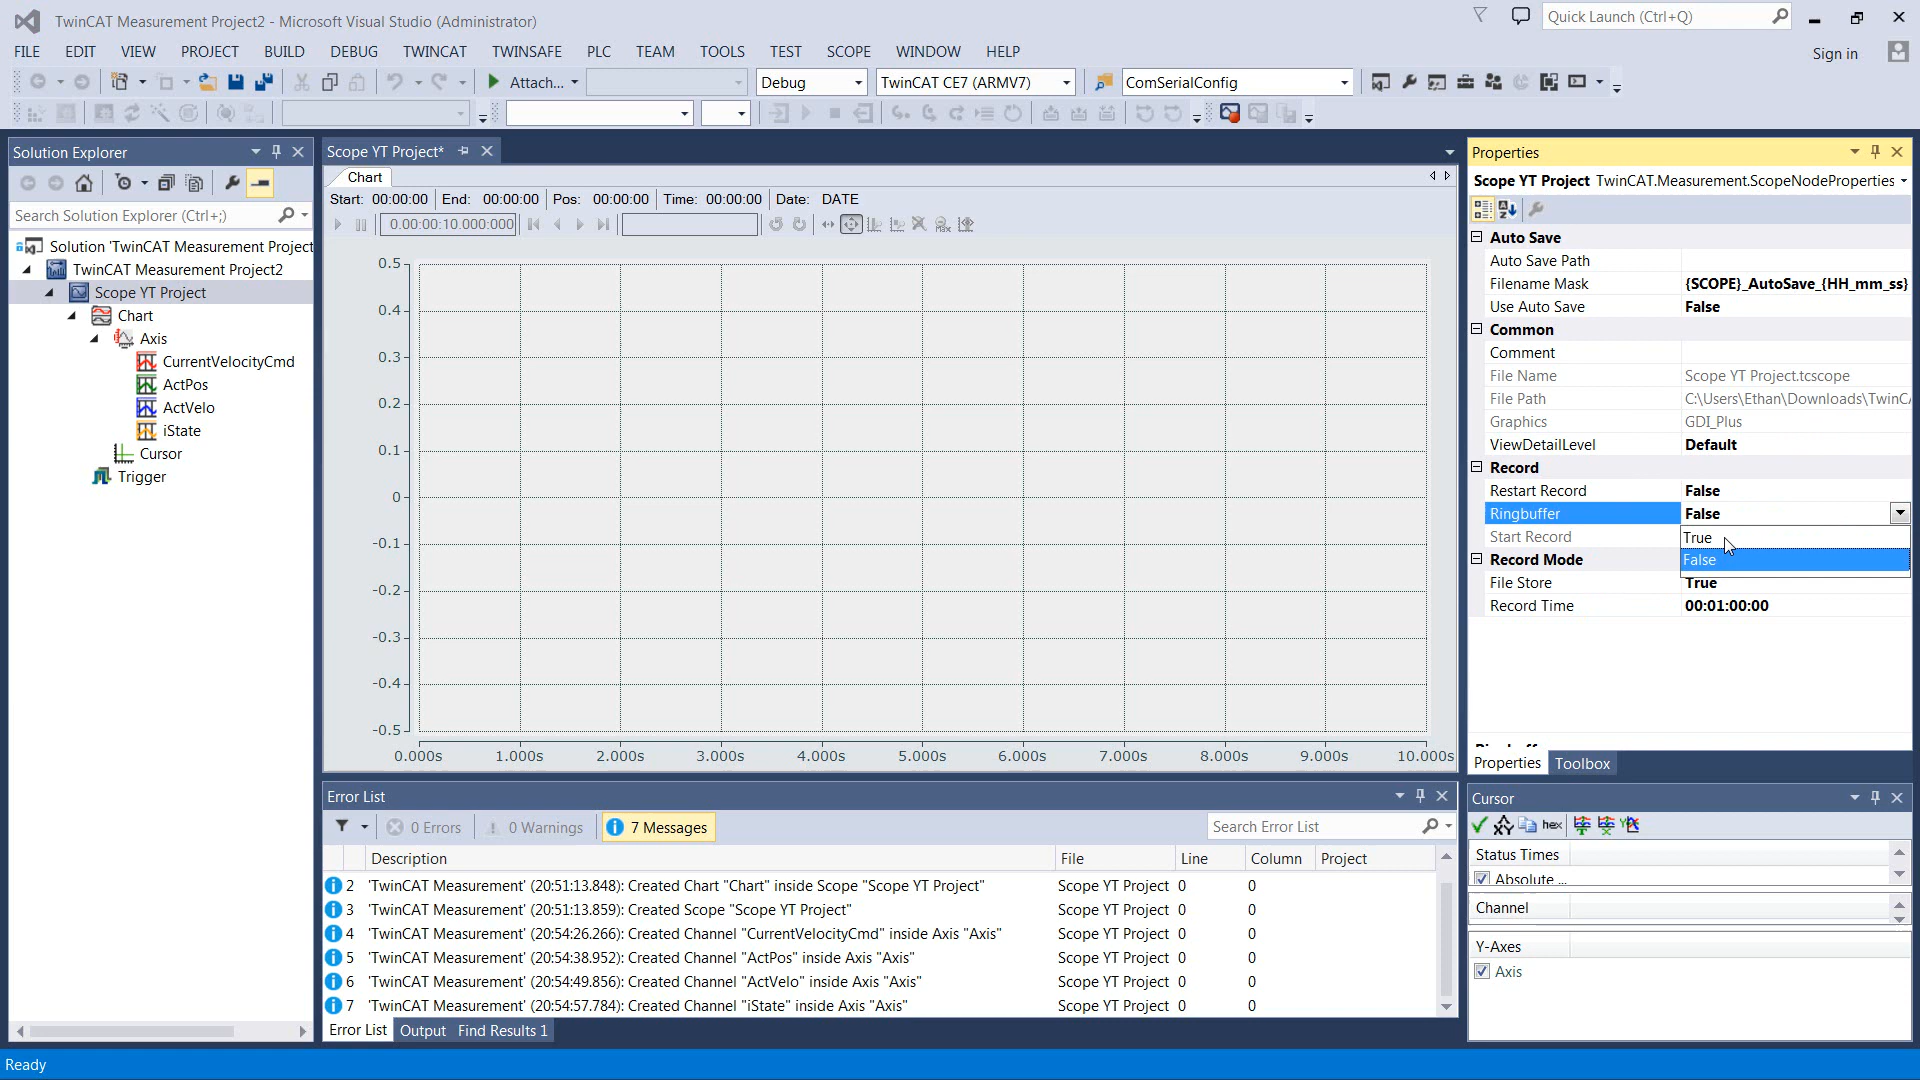 TwinCAT Measurement Project2 - Microsoft Visual Studio (Administrator)
Quick Launch (Ctrl+Q)
FILE EDIT VIEW PROJECT BUILD DEBUG TWINCAT TWINSAFE PLC TEAM TOOLS TEST SCOPE WINDOW HELP
Sign in
Attach... Debug TwinCAT CE7 (ARMV7) ComSerialConfig
Solution Explorer
Search Solution Explorer (Ctrl+;)
Solution 'TwinCAT Measurement Project
TwinCAT Measurement Project2
Scope YT Project
Chart
Axis
CurrentVelocityCmd
ActPos
ActVelo
iState
Cursor
Trigger
Scope YT Project*
Chart
Start: 00:00:00 End: 00:00:00 Pos: 00:00:00 Time: 00:00:00 Date: DATE
0.00:00:10.000:000
0.5
0.4
0.3
0.2
0.1
0
-0.1
-0.2
-0.3
-0.4
-0.5
0.000s 1.000s 2.000s 3.000s 4.000s 5.000s 6.000s 7.000s 8.000s 9.000s 10.000s
Error List
0 Errors 0 Warnings 7 Messages
Search Error List
Description File Line Column Project
2 'TwinCAT Measurement' (20:51:13.848): Created Chart "Chart" inside Scope "Scope YT Project" Scope YT Project 0 0
3 'TwinCAT Measurement' (20:51:13.859): Created Scope "Scope YT Project" Scope YT Project 0 0
4 'TwinCAT Measurement' (20:54:26.266): Created Channel "CurrentVelocityCmd" inside Axis "Axis" Scope YT Project 0 0
5 'TwinCAT Measurement' (20:54:38.952): Created Channel "ActPos" inside Axis "Axis" Scope YT Project 0 0
6 'TwinCAT Measurement' (20:54:49.856): Created Channel "ActVelo" inside Axis "Axis" Scope YT Project 0 0
7 'TwinCAT Measurement' (20:54:57.784): Created Channel "iState" inside Axis "Axis" Scope YT Project 0 0
Error List Output Find Results 1
Properties
Scope YT Project TwinCAT.Measurement.ScopeNodeProperties
Auto Save
Auto Save Path
Filename Mask {SCOPE}_AutoSave_{HH_mm_ss}
Use Auto Save False
Common
Comment
File Name Scope YT Project.tcscope
File Path C:\Users\Ethan\Downloads\TwinCA
Graphics GDI_Plus
ViewDetailLevel Default
Record
Restart Record False
Ringbuffer False
Start Record True
False
Record Mode
File Store True
Record Time 00:01:00:00
Properties Toolbox
Cursor
hex
Status Times
Absolute ...
Channel
Y-Axes
Axis
Ready